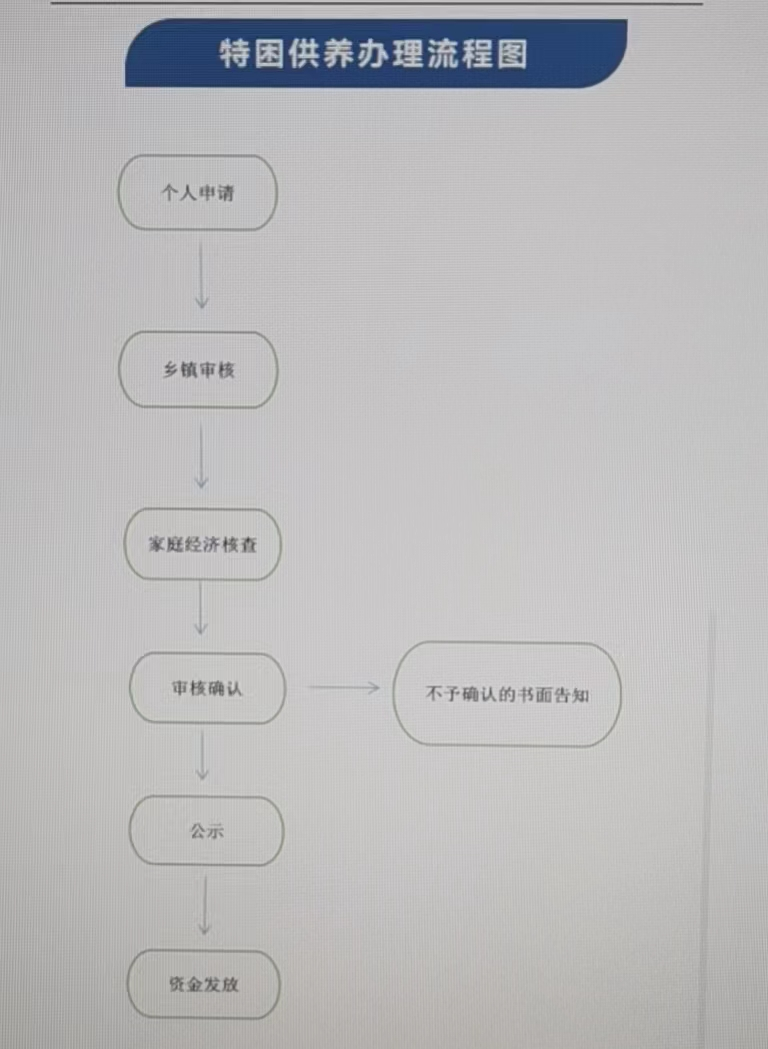 特困供养办理流程图
个人申请
乡镇审核
家庭经济核查
审核确认
不予确认的书面告知
公示
资金发放